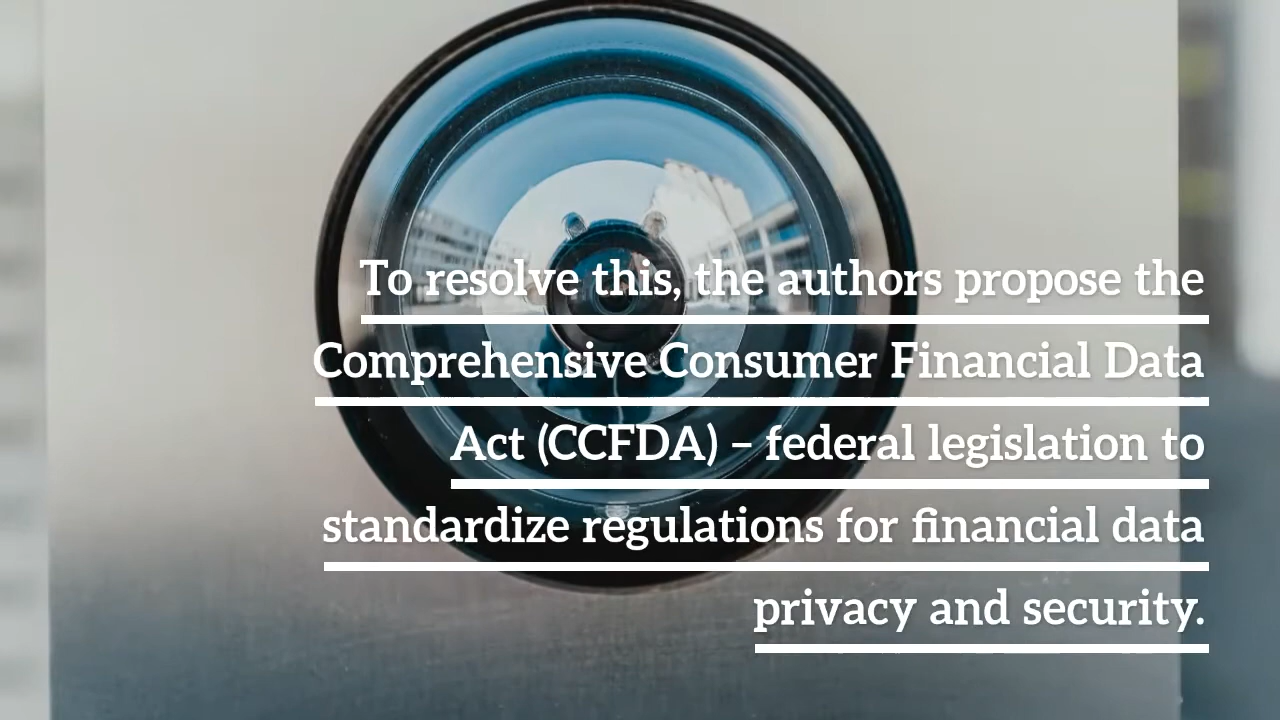 To resolve this, the authors propose the
Comprehensive Consumer Financial Data
Act (CCFDA) – federal legislation to
standardize regulations for financial data
privacy and security.